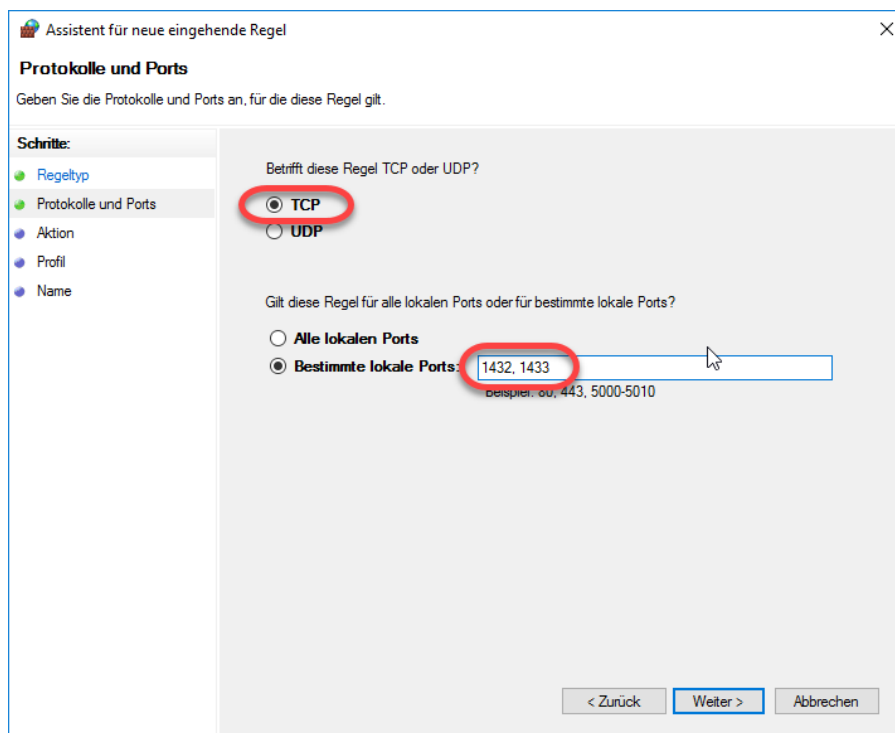 Assistent für neue eingehende Regel
Protokolle und Ports
Geben Sie die Protokolle und Ports an, für die diese Regel gilt.
Schritte:
Regeltyp
Protokolle und Ports
Aktion
Profil
Name
Betrifft diese Regel TCP oder UDP?
TCP
UDP
Gilt diese Regel für alle lokalen Ports oder für bestimmte lokale Ports?
Alle lokalen Ports
Bestimmte lokale Ports: 1432, 1433
Beispiel: 80, 443, 5000-5010
< Zurück Weiter > Abbrechen